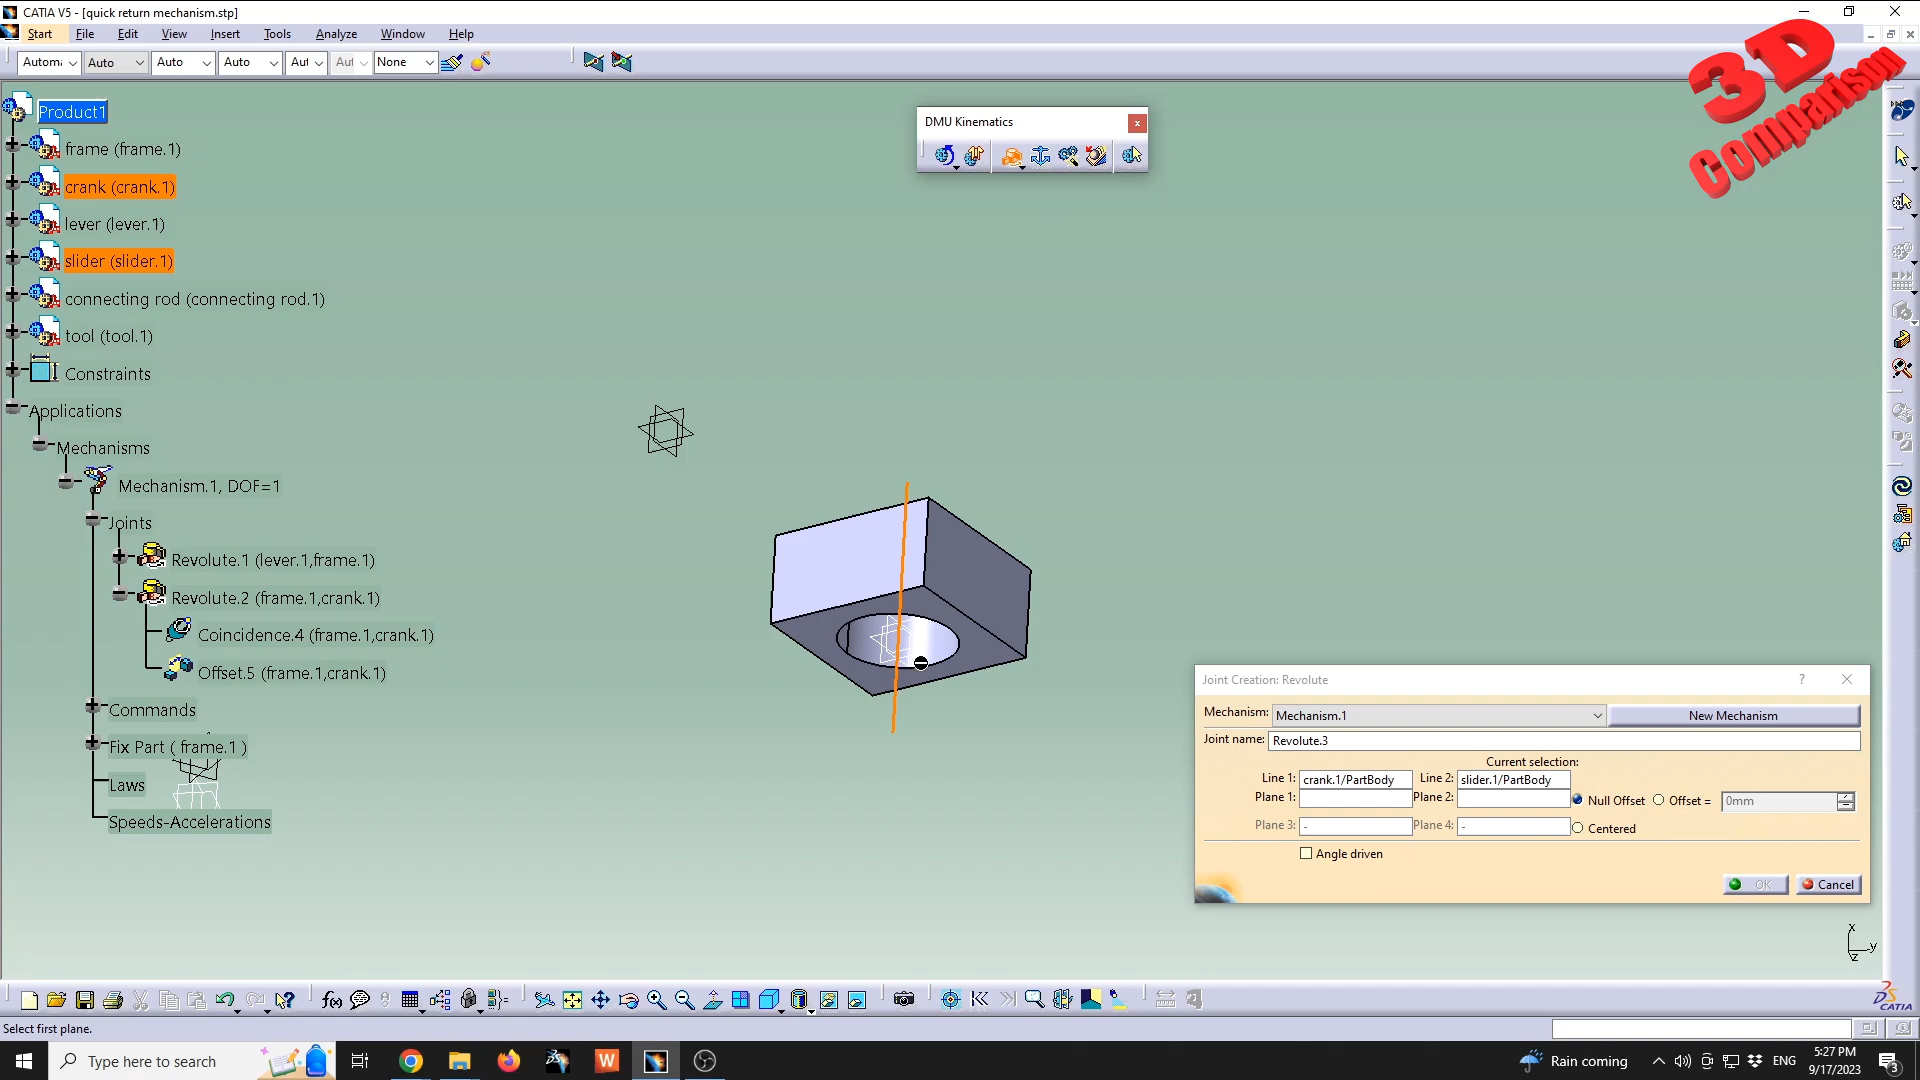 CATIA V5 - [quick return mechanism.stp]
Start File Edit View Insert Tools Analyze Window Help
Automa Auto Auto Auto Aut Aut None
3D
Comparison
Product1
DMU Kinematics
frame (frame.1)
crank (crank.1)
lever (lever.1)
slider (slider.1)
connecting rod (connecting rod.1)
tool (tool.1)
Constraints
Applications
Mechanisms
Mechanism.1, DOF=1
Joints
Revolute.1 (lever.1,frame.1)
Revolute.2 (frame.1,crank.1)
Coincidence.4 (frame.1,crank.1)
Offset.5 (frame.1,crank.1)
Commands
Fix Part ( frame.1 )
Laws
Speeds-Accelerations
Joint Creation: Revolute ?
Mechanism: Mechanism.1 New Mechanism
Joint name: Revolute.3
Current selection:
Line 1: crank.1/PartBody Line 2: slider.1/PartBody
Plane 1: Plane 2: Null Offset Offset = 0mm
Plane 3: - Plane 4: - Centered
Angle driven
OK Cancel
x
y
z
f(x)
CATIA
Select first plane.
Type here to search
W
Rain coming
ENG
5:27 PM
9/17/2023
3